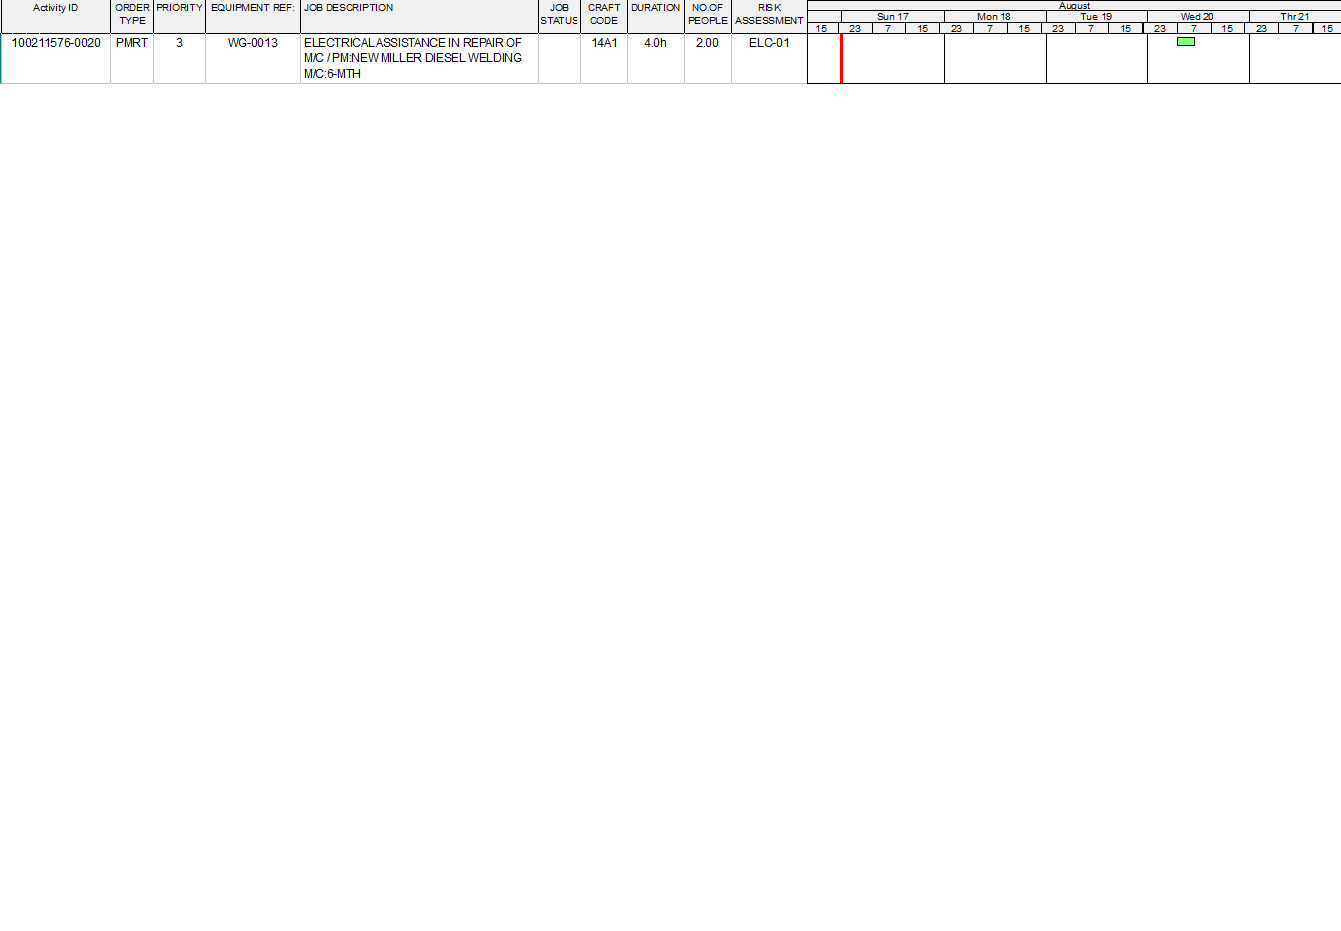 Activity ID ORDER TYPE PRIORITY EQUIPMENT REF: JOB DESCRIPTION JOB STATUS CRAFT CODE DURATION NO.OF PEOPLE RISK ASSESSMENT
August
Sun 17 Mon 18 Tue 19 Wed 20 Thr 21
15 23 7 15 23 7 15 23 7 15 23 7 15 23 7 15
100211576-0020 PMRT 3 WG-0013 ELECTRICAL ASSISTANCE IN REPAIR OF 14A1 4.0h 2.00 ELC-01
M/C / PM:NEW MILLER DIESEL WELDING
M/C:6-MTH